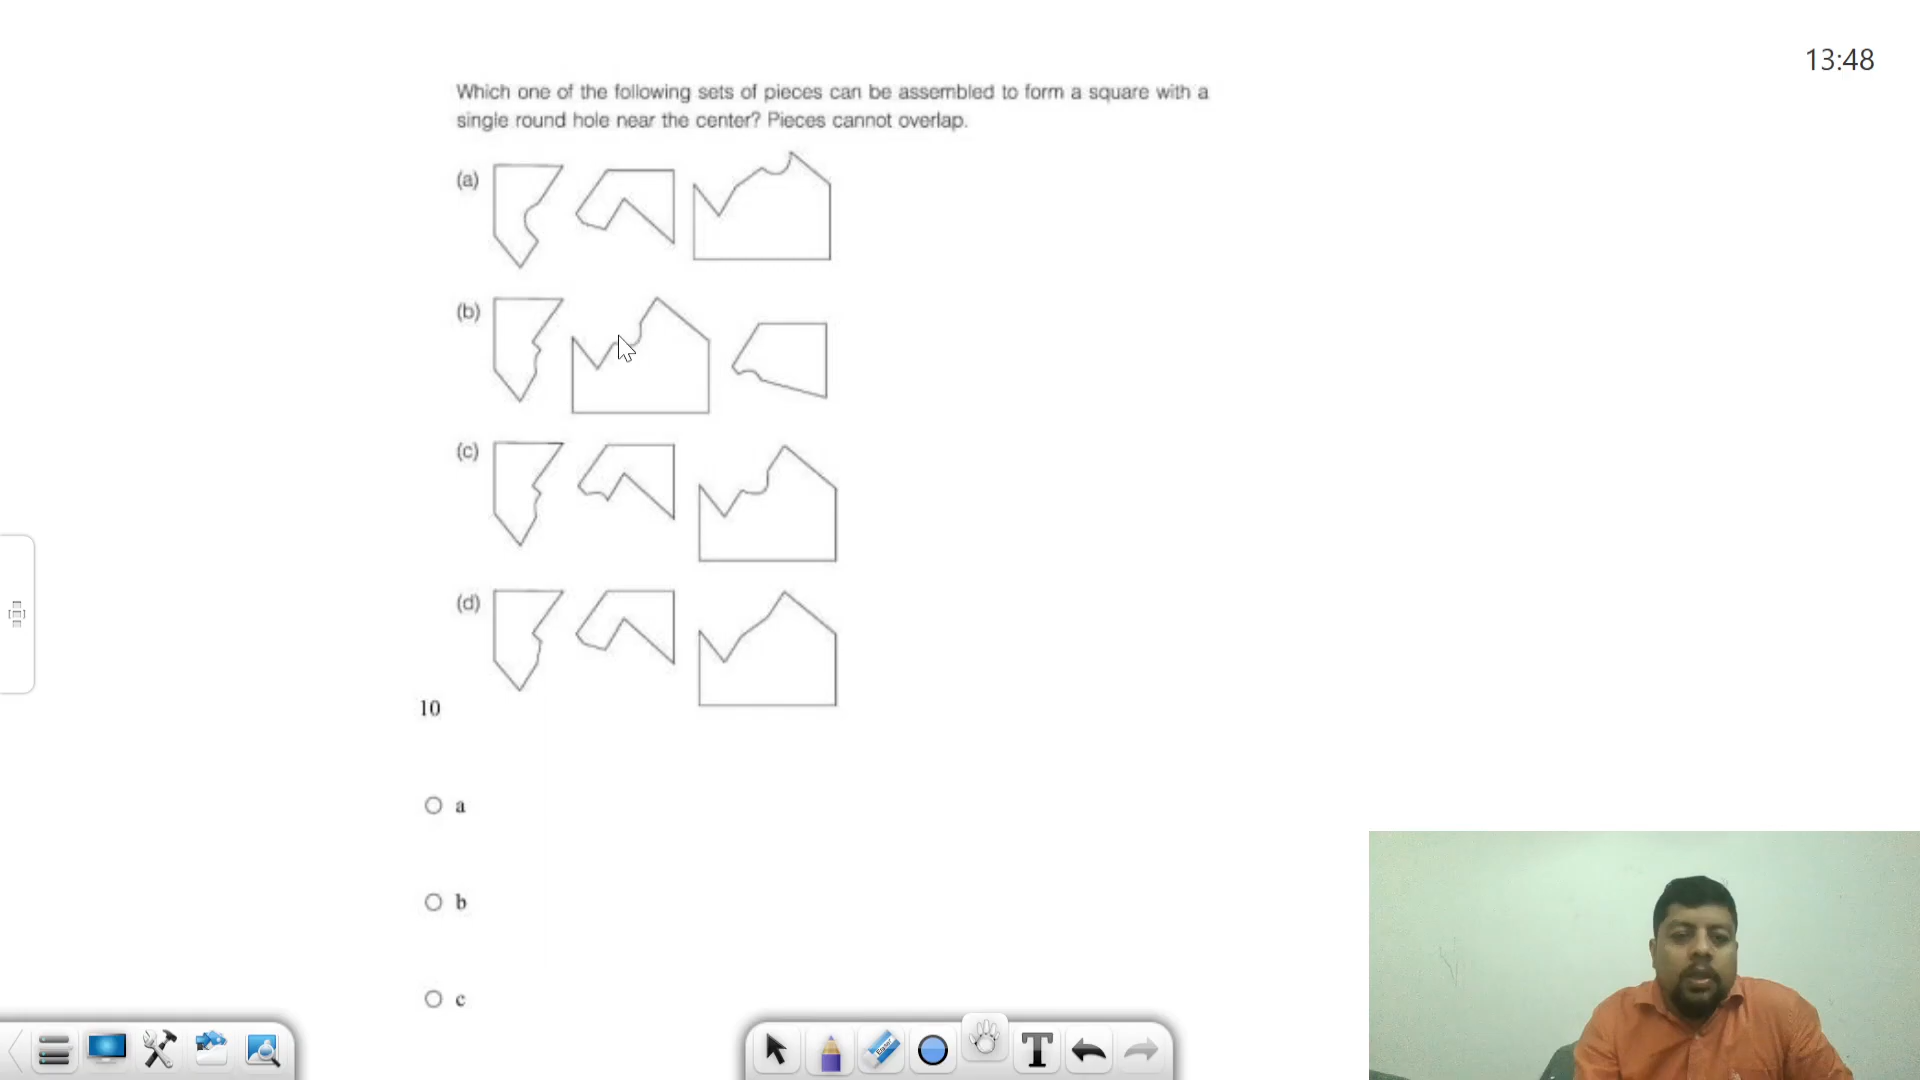 13:48
Which one of the following sets of pieces can be assembled to form a square with a
single round hole near the center? Pieces cannot overlap.
(a)
(b)
(c)
(d)
10
a
b
c
T